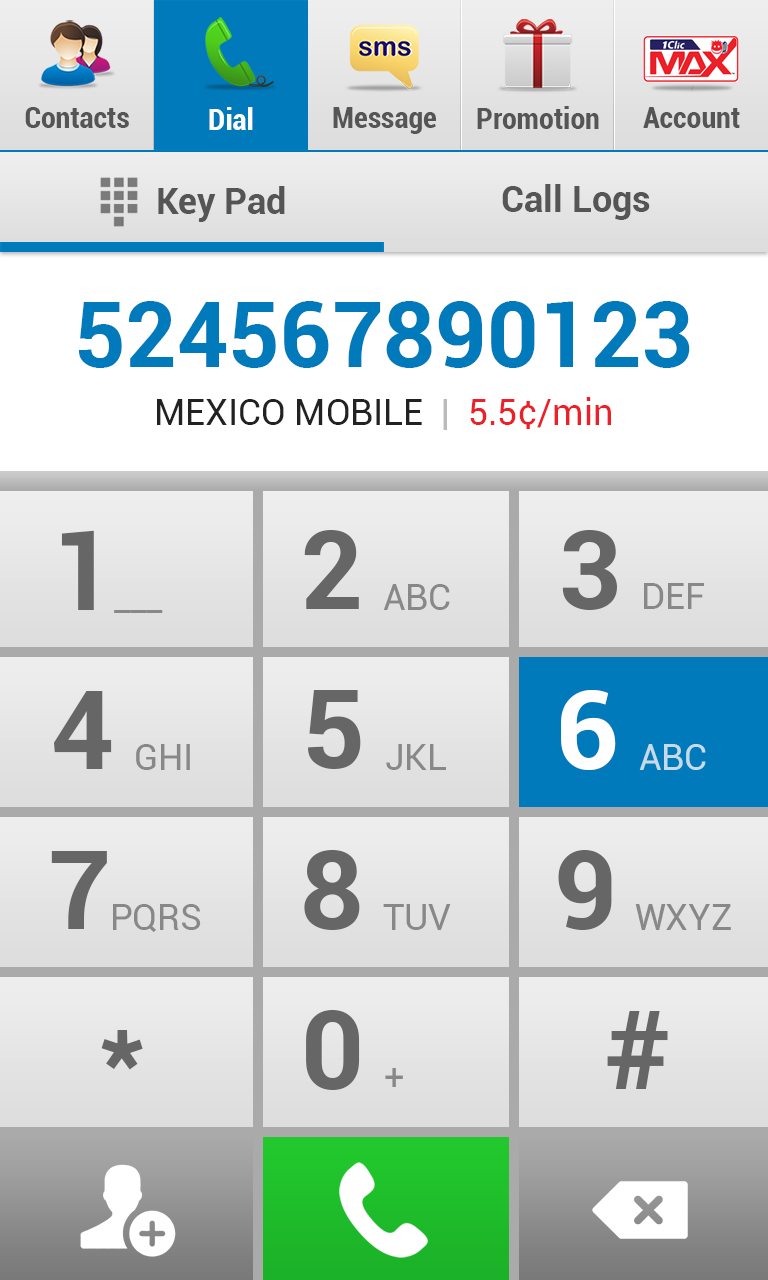 sms
1Clic
MAX
Contacts
Dial
Message
Promotion
Account
Key Pad
Call Logs
524567890123
MEXICO MOBILE | 5.5¢/min
1 __
2 ABC
3 DEF
4 GHI
5 JKL
6 ABC
7 PQRS
8 TUV
9 WXYZ
*
0 +
#